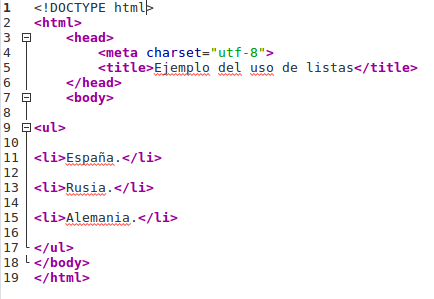 1 <!DOCTYPE html>
2 <html>
3 <head>
4 <meta charset="utf-8">
5 <title>Ejemplo del uso de listas</title>
6 </head>
7 <body>
8
9 <ul>
10
11 <li>España.</li>
12
13 <li>Rusia.</li>
14
15 <li>Alemania.</li>
16
17 </ul>
18 </body>
19 </html>